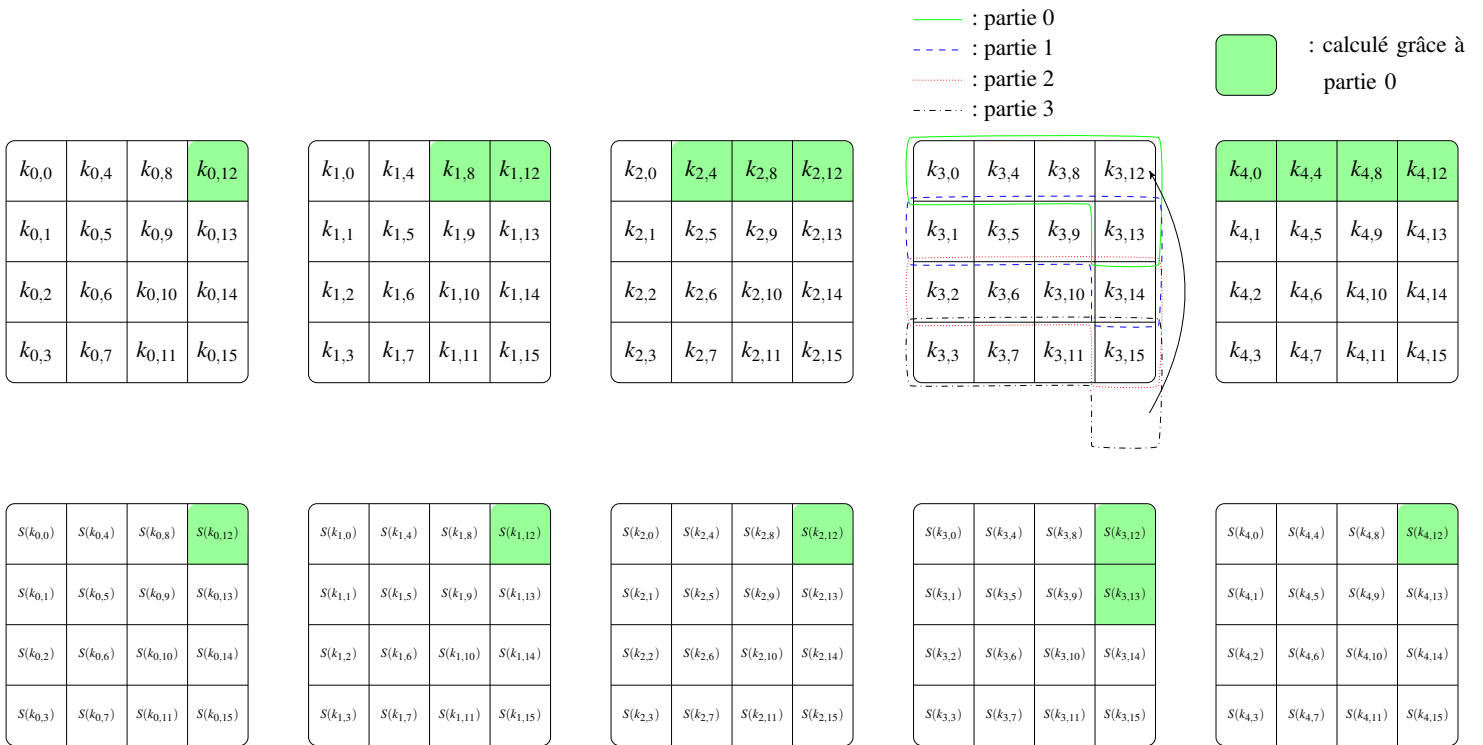 : partie 0
: partie 1
: partie 2
: partie 3
: calculé grâce à
partie 0
k0,0 k0,4 k0,8 k0,12
k0,1 k0,5 k0,9 k0,13
k0,2 k0,6 k0,10 k0,14
k0,3 k0,7 k0,11 k0,15
k1,0 k1,4 k1,8 k1,12
k1,1 k1,5 k1,9 k1,13
k1,2 k1,6 k1,10 k1,14
k1,3 k1,7 k1,11 k1,15
k2,0 k2,4 k2,8 k2,12
k2,1 k2,5 k2,9 k2,13
k2,2 k2,6 k2,10 k2,14
k2,3 k2,7 k2,11 k2,15
k3,0 k3,4 k3,8 k3,12
k3,1 k3,5 k3,9 k3,13
k3,2 k3,6 k3,10 k3,14
k3,3 k3,7 k3,11 k3,15
k4,0 k4,4 k4,8 k4,12
k4,1 k4,5 k4,9 k4,13
k4,2 k4,6 k4,10 k4,14
k4,3 k4,7 k4,11 k4,15
S(k0,0) S(k0,4) S(k0,8) S(k0,12)
S(k0,1) S(k0,5) S(k0,9) S(k0,13)
S(k0,2) S(k0,6) S(k0,10) S(k0,14)
S(k0,3) S(k0,7) S(k0,11) S(k0,15)
S(k1,0) S(k1,4) S(k1,8) S(k1,12)
S(k1,1) S(k1,5) S(k1,9) S(k1,13)
S(k1,2) S(k1,6) S(k1,10) S(k1,14)
S(k1,3) S(k1,7) S(k1,11) S(k1,15)
S(k2,0) S(k2,4) S(k2,8) S(k2,12)
S(k2,1) S(k2,5) S(k2,9) S(k2,13)
S(k2,2) S(k2,6) S(k2,10) S(k2,14)
S(k2,3) S(k2,7) S(k2,11) S(k2,15)
S(k3,0) S(k3,4) S(k3,8) S(k3,12)
S(k3,1) S(k3,5) S(k3,9) S(k3,13)
S(k3,2) S(k3,6) S(k3,10) S(k3,14)
S(k3,3) S(k3,7) S(k3,11) S(k3,15)
S(k4,0) S(k4,4) S(k4,8) S(k4,12)
S(k4,1) S(k4,5) S(k4,9) S(k4,13)
S(k4,2) S(k4,6) S(k4,10) S(k4,14)
S(k4,3) S(k4,7) S(k4,11) S(k4,15)